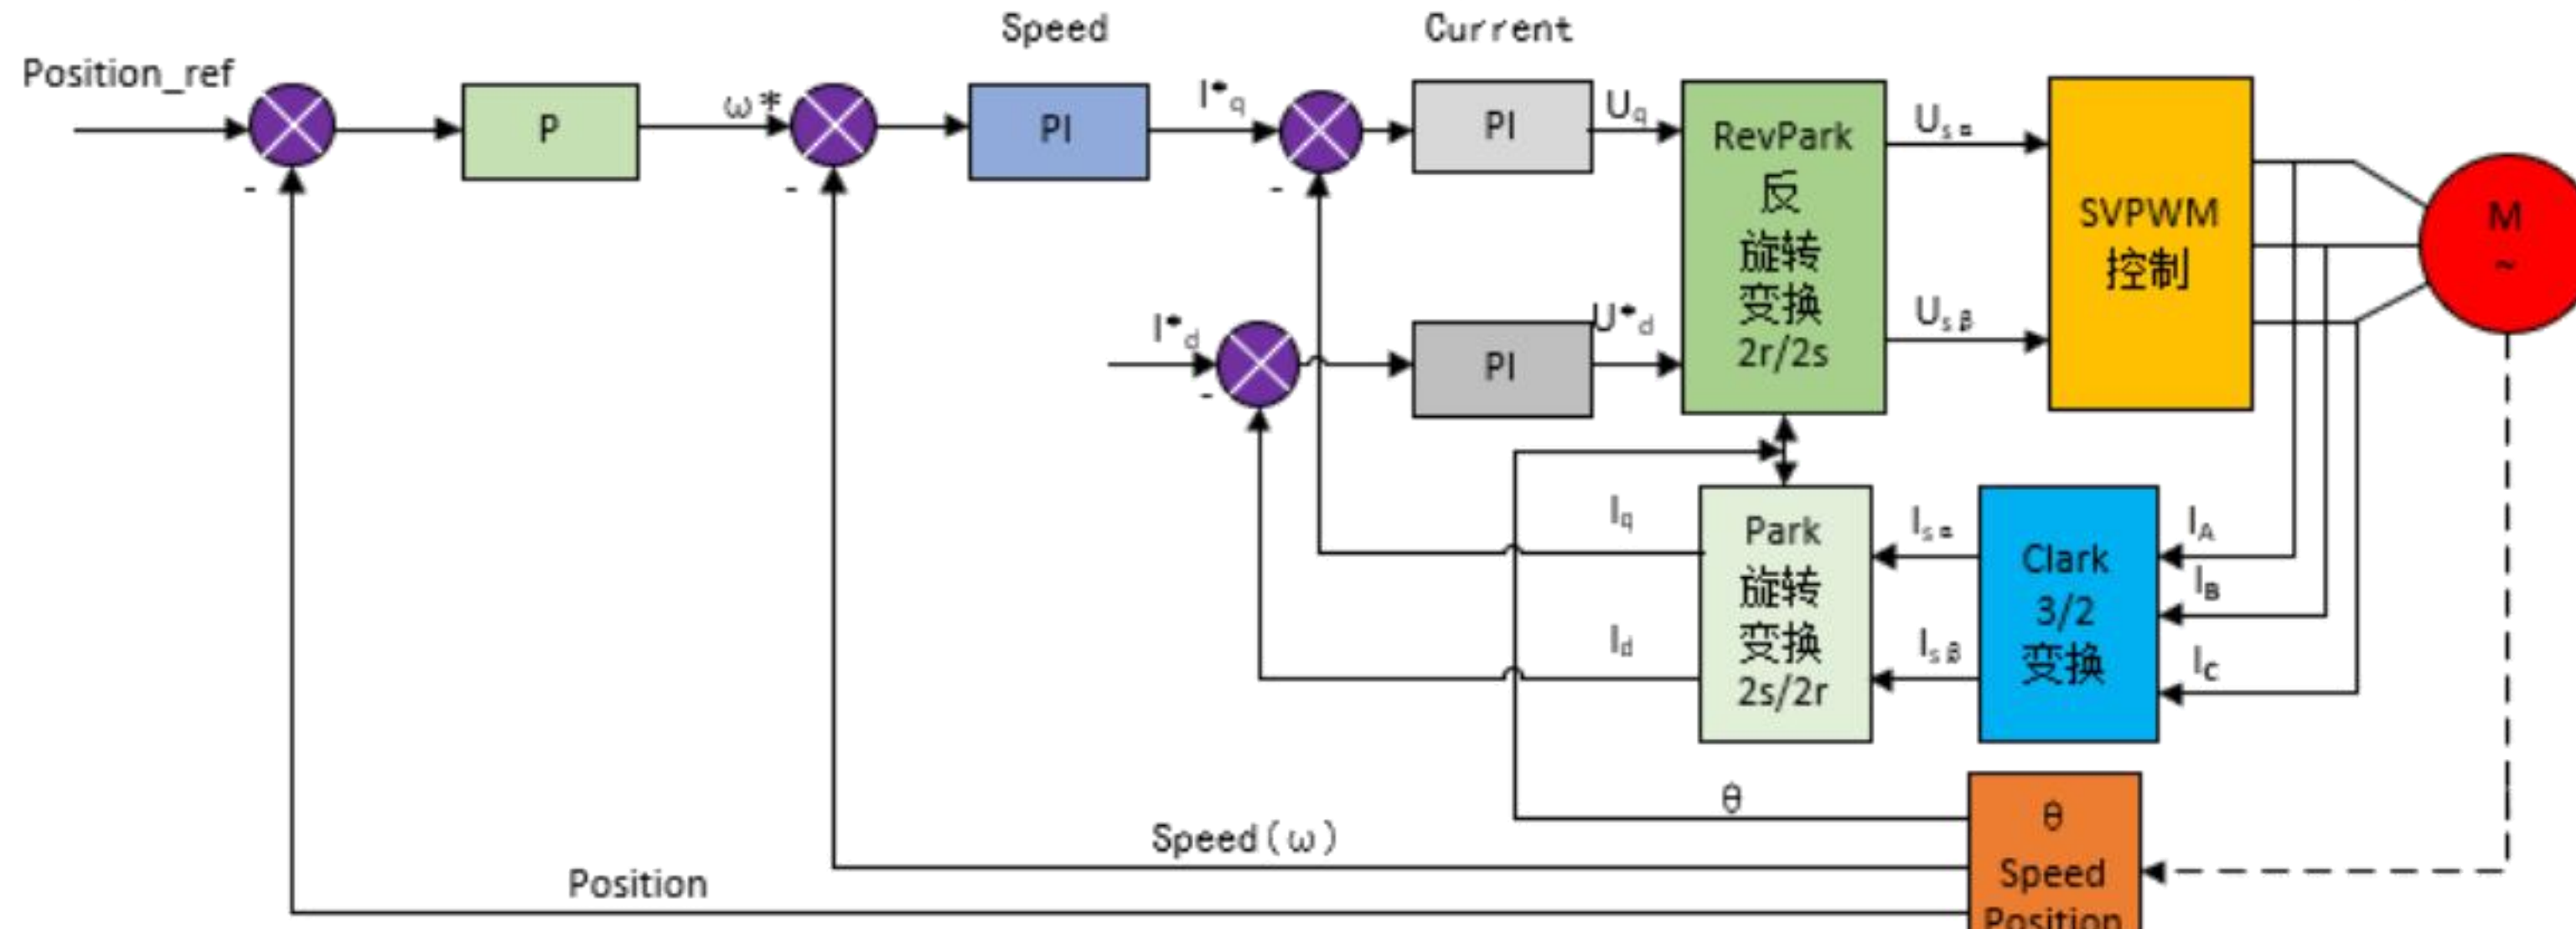 Speed
Current
Position_ref
P
ω*
PI
I*q
PI
Uq
RevPark
反
旋转
变换
2r/2s
Usα
Usβ
SVPWM
控制
M
~
-
-
-
I*d
-
PI
U*d
Iq
Id
Park
旋转
变换
2s/2r
Isα
Isβ
Clark
3/2
变换
IA
IB
IC
θ
Speed(ω)
Position
θ
Speed
Position